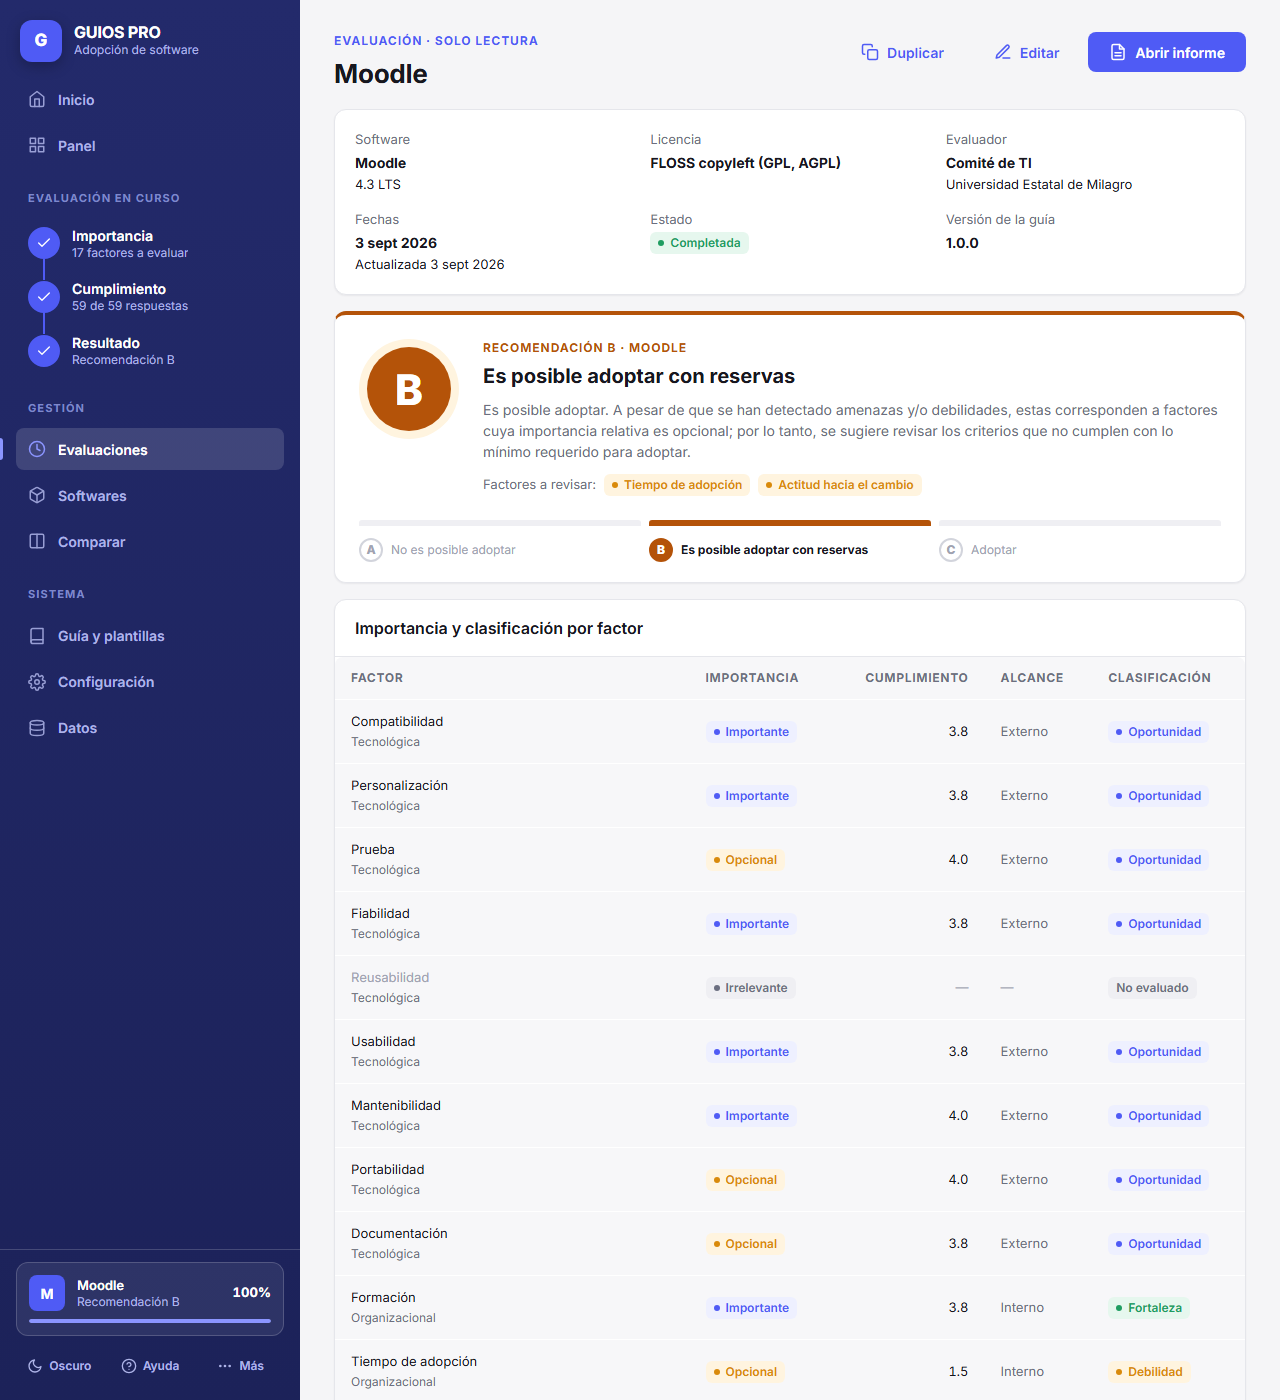 G
GUIOS PRO
Adopción de software
Inicio
Panel
EVALUACIÓN EN CURSO
Importancia
17 factores a evaluar
Cumplimiento
59 de 59 respuestas
Resultado
Recomendación B
GESTIÓN
Evaluaciones
Softwares
Comparar
SISTEMA
Guía y plantillas
Configuración
Datos
M
Moodle
Recomendación B
100%
Oscuro Ayuda Más
EVALUACIÓN · SOLO LECTURA
Moodle
Duplicar Editar Abrir informe
Software
Moodle
4.3 LTS
Licencia
FLOSS copyleft (GPL, AGPL)
Evaluador
Comité de TI
Universidad Estatal de Milagro
Fechas
3 sept 2026
Actualizada 3 sept 2026
Estado
Completada
Versión de la guía
1.0.0
B
RECOMENDACIÓN B · MOODLE
Es posible adoptar con reservas
Es posible adoptar. A pesar de que se han detectado amenazas y/o debilidades, estas corresponden a factores
cuya importancia relativa es opcional; por lo tanto, se sugiere revisar los criterios que no cumplen con lo
mínimo requerido para adoptar.
Factores a revisar: Tiempo de adopción Actitud hacia el cambio
A No es posible adoptar
B Es posible adoptar con reservas
C Adoptar
Importancia y clasificación por factor
FACTOR IMPORTANCIA CUMPLIMIENTO ALCANCE CLASIFICACIÓN
Compatibilidad
Tecnológica
Importante 3.8 Externo Oportunidad
Personalización
Tecnológica
Importante 3.8 Externo Oportunidad
Prueba
Tecnológica
Opcional 4.0 Externo Oportunidad
Fiabilidad
Tecnológica
Importante 3.8 Externo Oportunidad
Reusabilidad
Tecnológica
Irrelevante — — No evaluado
Usabilidad
Tecnológica
Importante 3.8 Externo Oportunidad
Mantenibilidad
Tecnológica
Importante 4.0 Externo Oportunidad
Portabilidad
Tecnológica
Opcional 4.0 Externo Oportunidad
Documentación
Tecnológica
Opcional 3.8 Externo Oportunidad
Formación
Organizacional
Importante 3.8 Interno Fortaleza
Tiempo de adopción
Organizacional
Opcional 1.5 Interno Debilidad